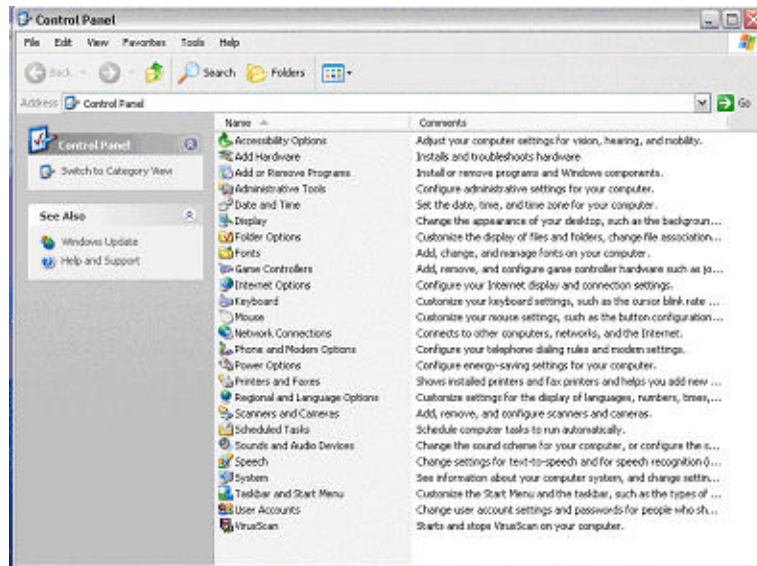 Control Panel
File Edit View Favorites Tools Help
Back Search Folders
Address Control Panel Go
Control Panel
Switch to Category View
See Also
Windows Update
Help and Support
Name Comments
Accessibility Options Adjust your computer settings for vision, hearing, and mobility.
Add Hardware Installs and troubleshoots hardware
Add or Remove Programs Install or remove programs and Windows components.
Administrative Tools Configure administrative settings for your computer.
Date and Time Set the date, time, and time zone for your computer.
Display Change the appearance of your desktop, such as the backgroun...
Folder Options Customize the display of files and folders, change file association...
Fonts Add, change, and manage fonts on your computer.
Game Controllers Add, remove, and configure game controller hardware such as jo...
Internet Options Configure your Internet display and connection settings.
Keyboard Customize your keyboard settings, such as the cursor blink rate ...
Mouse Customize your mouse settings, such as the button configuration...
Network Connections Connects to other computers, networks, and the Internet.
Phone and Modem Options Configure your telephone dialing rules and modem settings.
Power Options Configure energy-saving settings for your computer.
Printers and Faxes Shows installed printers and fax printers and helps you add new ...
Regional and Language Options Customize settings for the display of languages, numbers, times,...
Scanners and Cameras Add, remove, and configure scanners and cameras.
Scheduled Tasks Schedule computer tasks to run automatically.
Sounds and Audio Devices Change the sound scheme for your computer, or configure the s...
Speech Change settings for text-to-speech and for speech recognition (i...
System See information about your computer system, and change settin...
Taskbar and Start Menu Customize the Start Menu and the taskbar, such as the types of ...
User Accounts Change user account settings and passwords for people who sh...
VirusScan Starts and stops VirusScan on your computer.